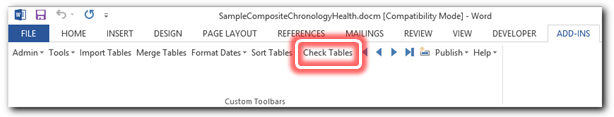 SampleCompositeChronologyHealth.docm [Compatibility Mode] - Word
FILE HOME INSERT DESIGN PAGE LAYOUT REFERENCES MAILINGS REVIEW VIEW DEVELOPER ADD-INS
Admin Tools Import Tables Merge Tables Format Dates Sort Tables Check Tables Publish Help
Custom Toolbars